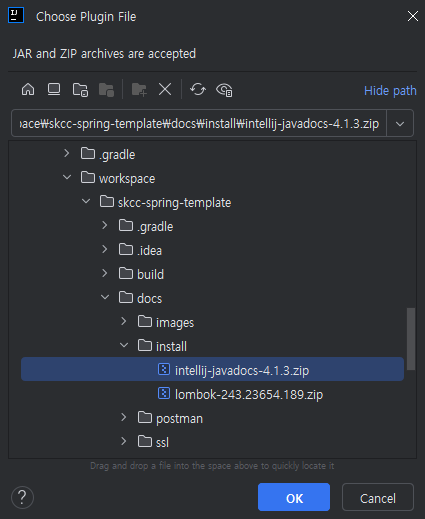 IJ
Choose Plugin File
JAR and ZIP archives are accepted
Hide path
pace₩skcc-spring-template₩docs₩install₩intellij-javadocs-4.1.3.zip
.gradle
workspace
skcc-spring-template
.gradle
.idea
build
docs
images
install
intellij-javadocs-4.1.3.zip
lombok-243.23654.189.zip
postman
ssl
Drag and drop a file into the space above to quickly locate it
?
OK
Cancel